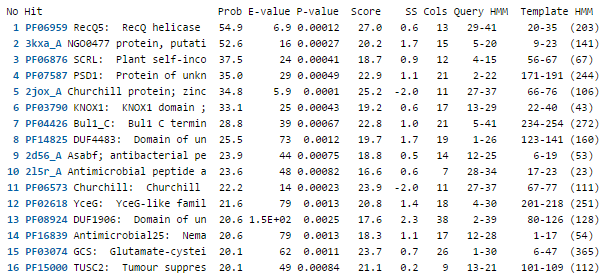 No Hit Prob E-value P-value Score SS Cols Query HMM Template HMM
1 PF06959 RecQ5: RecQ helicase 54.9 6.9 0.00012 27.0 0.6 13 29-41 20-35 (203)
2 3kxa_A NGO0477 protein, putati 52.6 16 0.00027 20.2 1.7 15 5-20 9-23 (141)
3 PF06876 SCRL: Plant self-inco 37.5 24 0.00041 18.7 0.9 12 4-15 56-67 (67)
4 PF07587 PSD1: Protein of unkn 35.0 29 0.00049 22.9 1.1 21 2-22 171-191 (244)
5 2jox_A Churchill protein; zinc 34.8 5.9 0.0001 25.2 -2.0 11 27-37 66-76 (106)
6 PF03790 KNOX1: KNOX1 domain ; 33.1 25 0.00043 19.2 0.6 17 13-29 22-40 (43)
7 PF04426 Bul1_C: Bul1 C termin 28.8 39 0.00067 22.8 1.0 21 5-41 234-254 (272)
8 PF14825 DUF4483: Domain of un 25.5 73 0.0012 19.7 1.7 19 1-26 123-141 (160)
9 2d56_A Asabf; antibacterial pe 23.9 44 0.00075 18.8 0.5 14 12-25 6-19 (53)
10 2l5r_A Antimicrobial peptide a 23.6 48 0.00082 16.6 0.6 7 28-34 17-23 (23)
11 PF06573 Churchill: Churchill 22.2 14 0.00023 23.9 -2.0 11 27-37 67-77 (111)
12 PF02618 YceG: YceG-like famil 21.6 79 0.0013 20.8 1.4 18 4-30 201-218 (251)
13 PF08924 DUF1906: Domain of un 20.6 1.5E+02 0.0025 17.6 2.3 38 2-39 80-126 (128)
14 PF16839 Antimicrobial25: Nema 20.6 79 0.0013 18.3 1.1 17 12-28 1-17 (54)
15 PF03074 GCS: Glutamate-cystei 20.1 62 0.0011 23.7 0.7 26 1-30 6-47 (365)
16 PF15000 TUSC2: Tumour suppres 20.1 49 0.00084 21.1 0.2 9 13-21 101-109 (112)